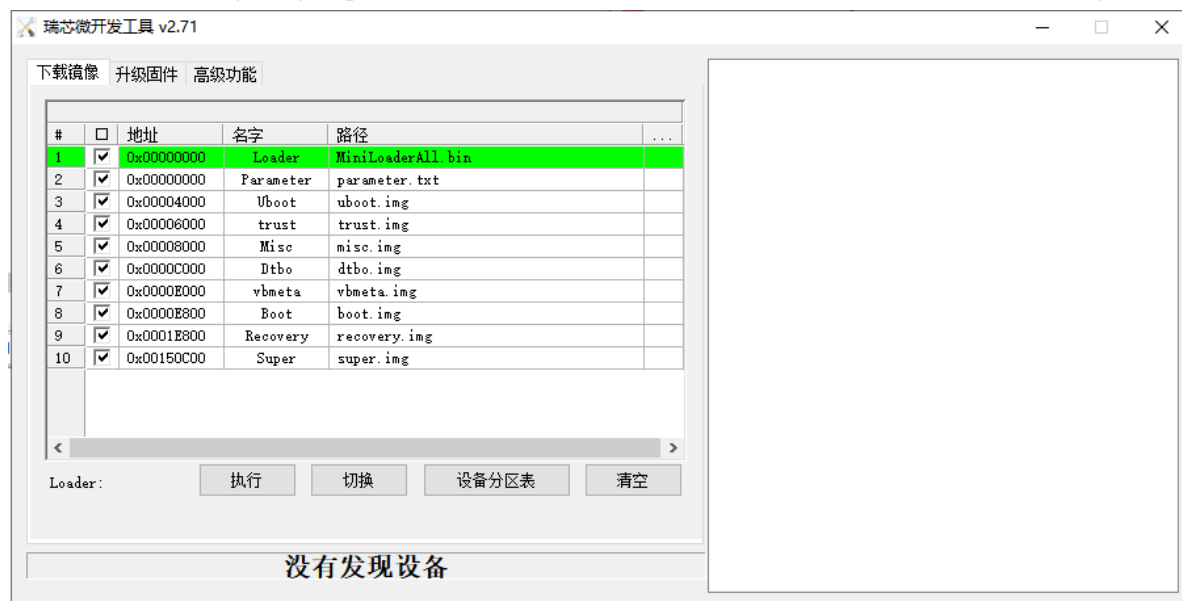 瑞芯微开发工具 v2.71
下载镜像 升级固件 高级功能
# 地址 名字 路径 ...
1 0x00000000 Loader MiniLoaderAll.bin
2 0x00000000 Parameter parameter.txt
3 0x00004000 Uboot uboot.img
4 0x00006000 trust trust.img
5 0x00008000 Misc misc.img
6 0x0000C000 Dtbo dtbo.img
7 0x0000E000 vbmeta vbmeta.img
8 0x0000E800 Boot boot.img
9 0x0001E800 Recovery recovery.img
10 0x00150C00 Super super.img
Loader: 执行 切换 设备分区表 清空
没有发现设备